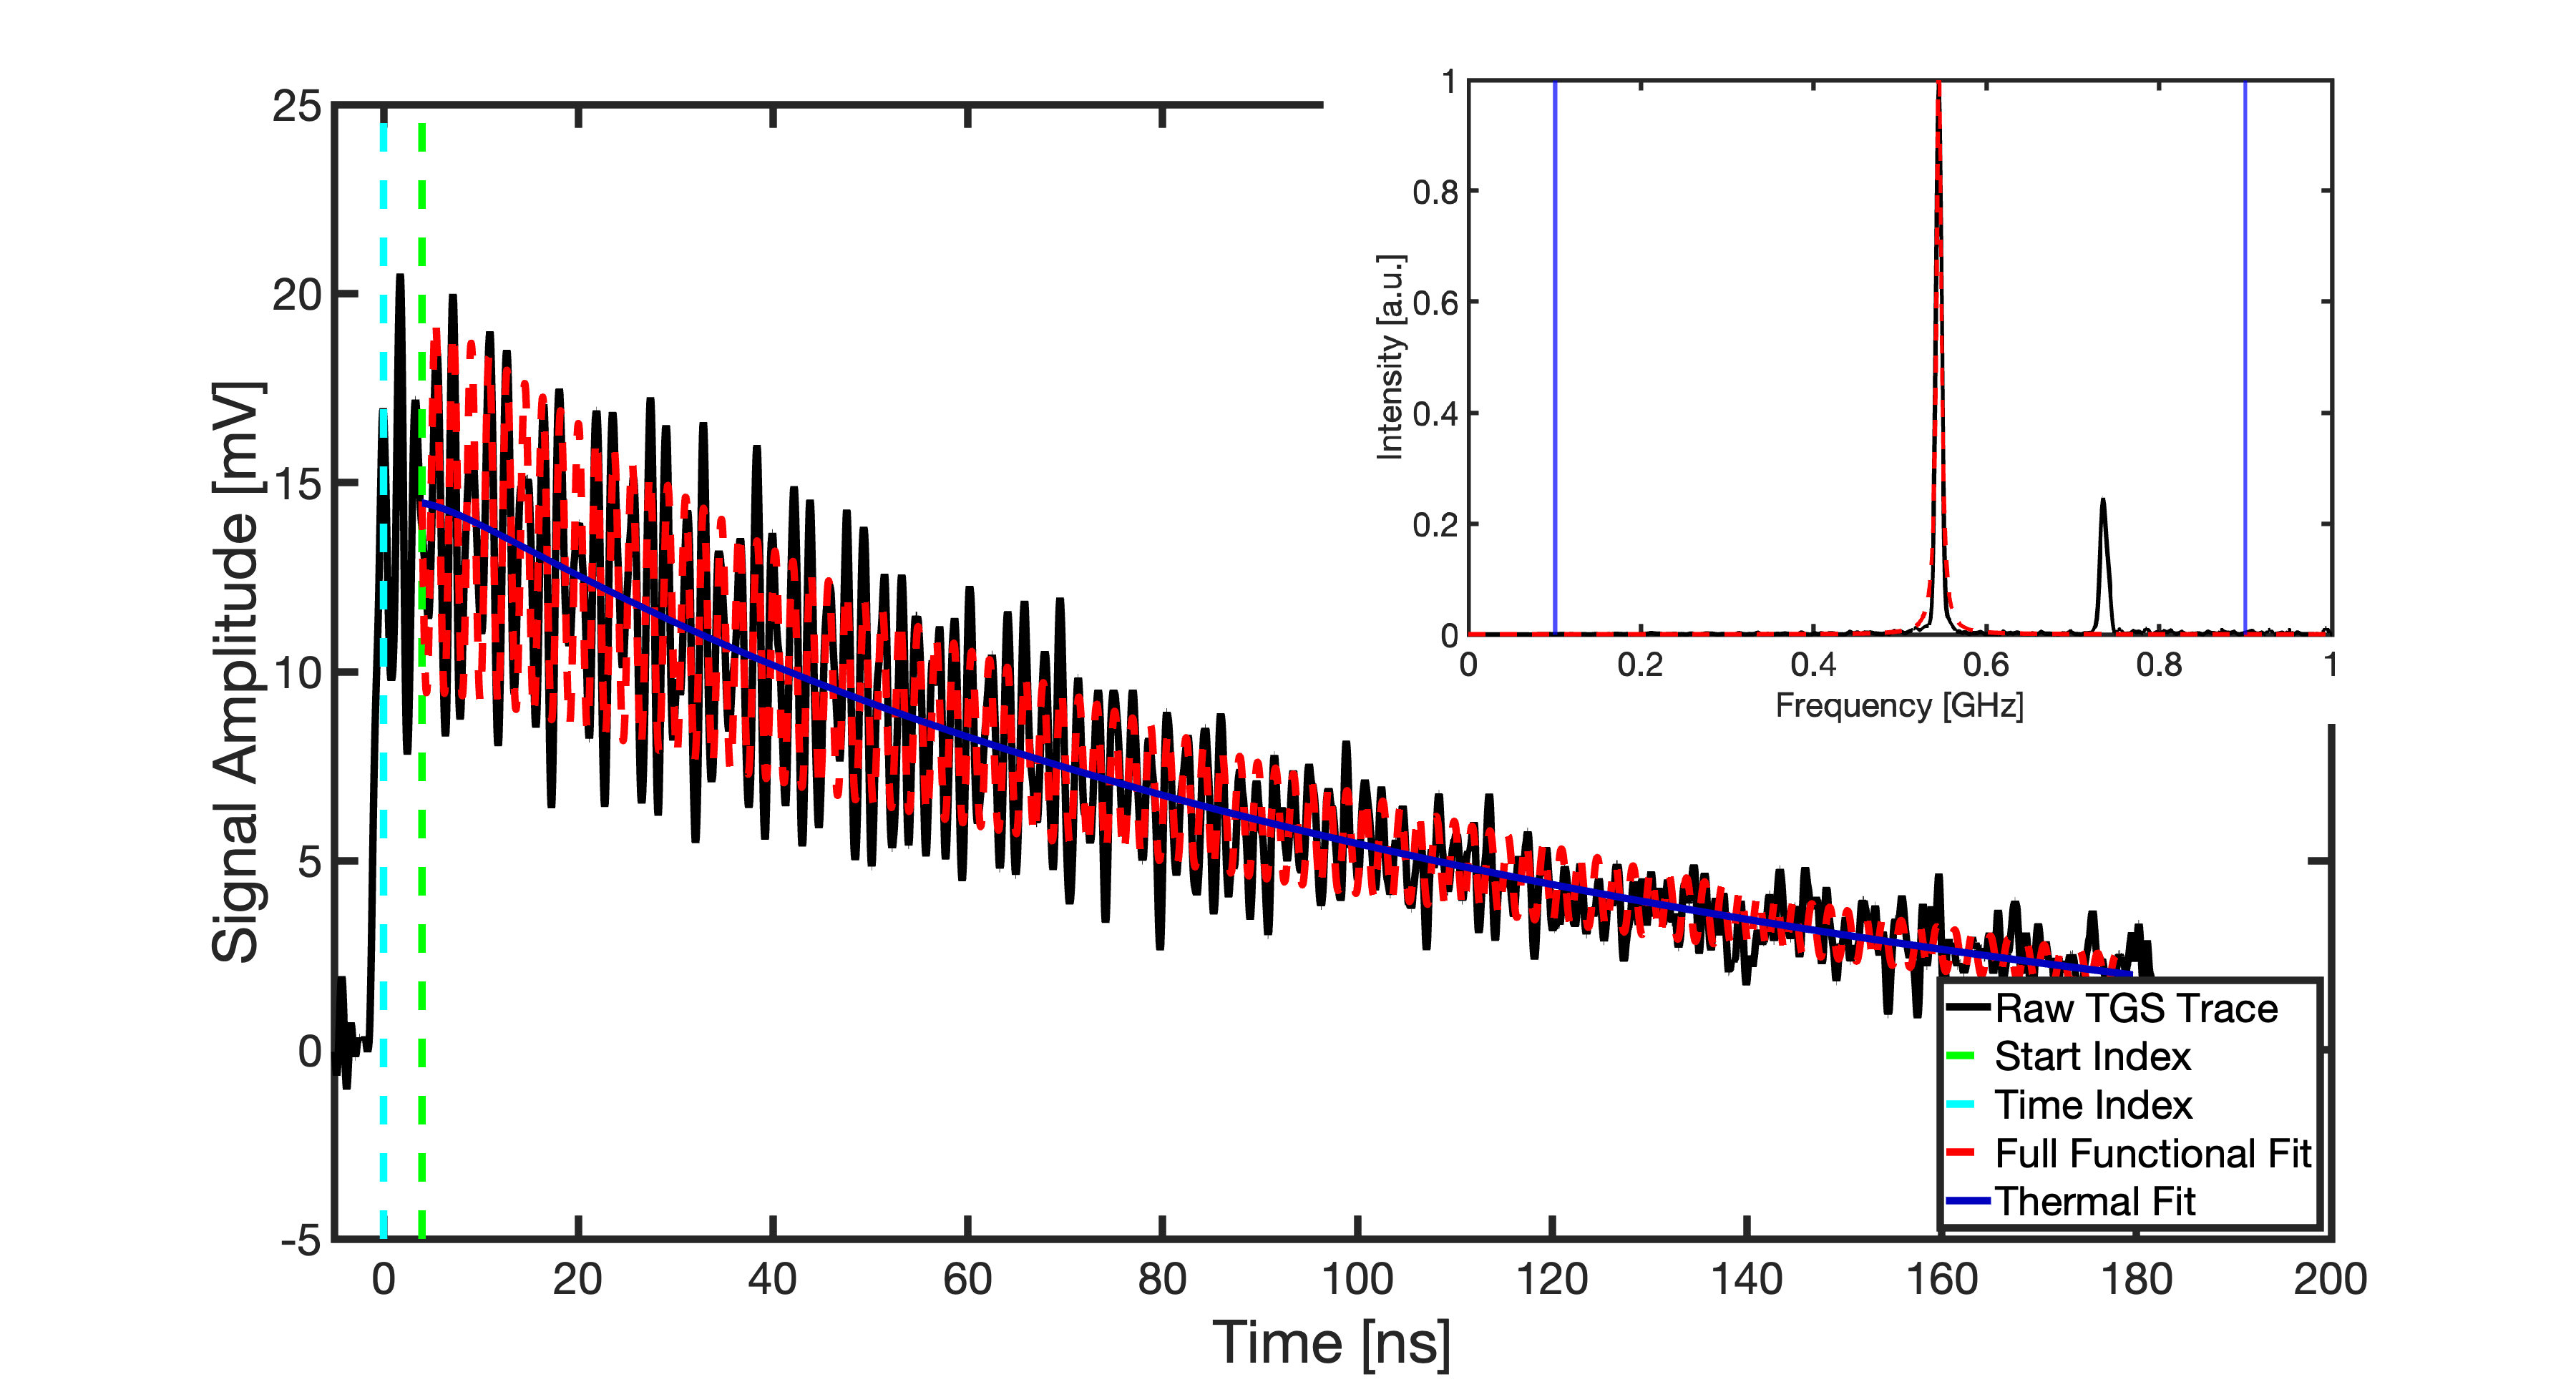 25
20
15
10
5
0
-5
Signal Amplitude [mV]
0 20 40 60 80 100 120 140 160 180 200
Time [ns]
1
0.8
0.6
0.4
0.2
0
Intensity [a.u.]
0 0.2 0.4 0.6 0.8 1
Frequency [GHz]
Raw TGS Trace
Start Index
Time Index
Full Functional Fit
Thermal Fit